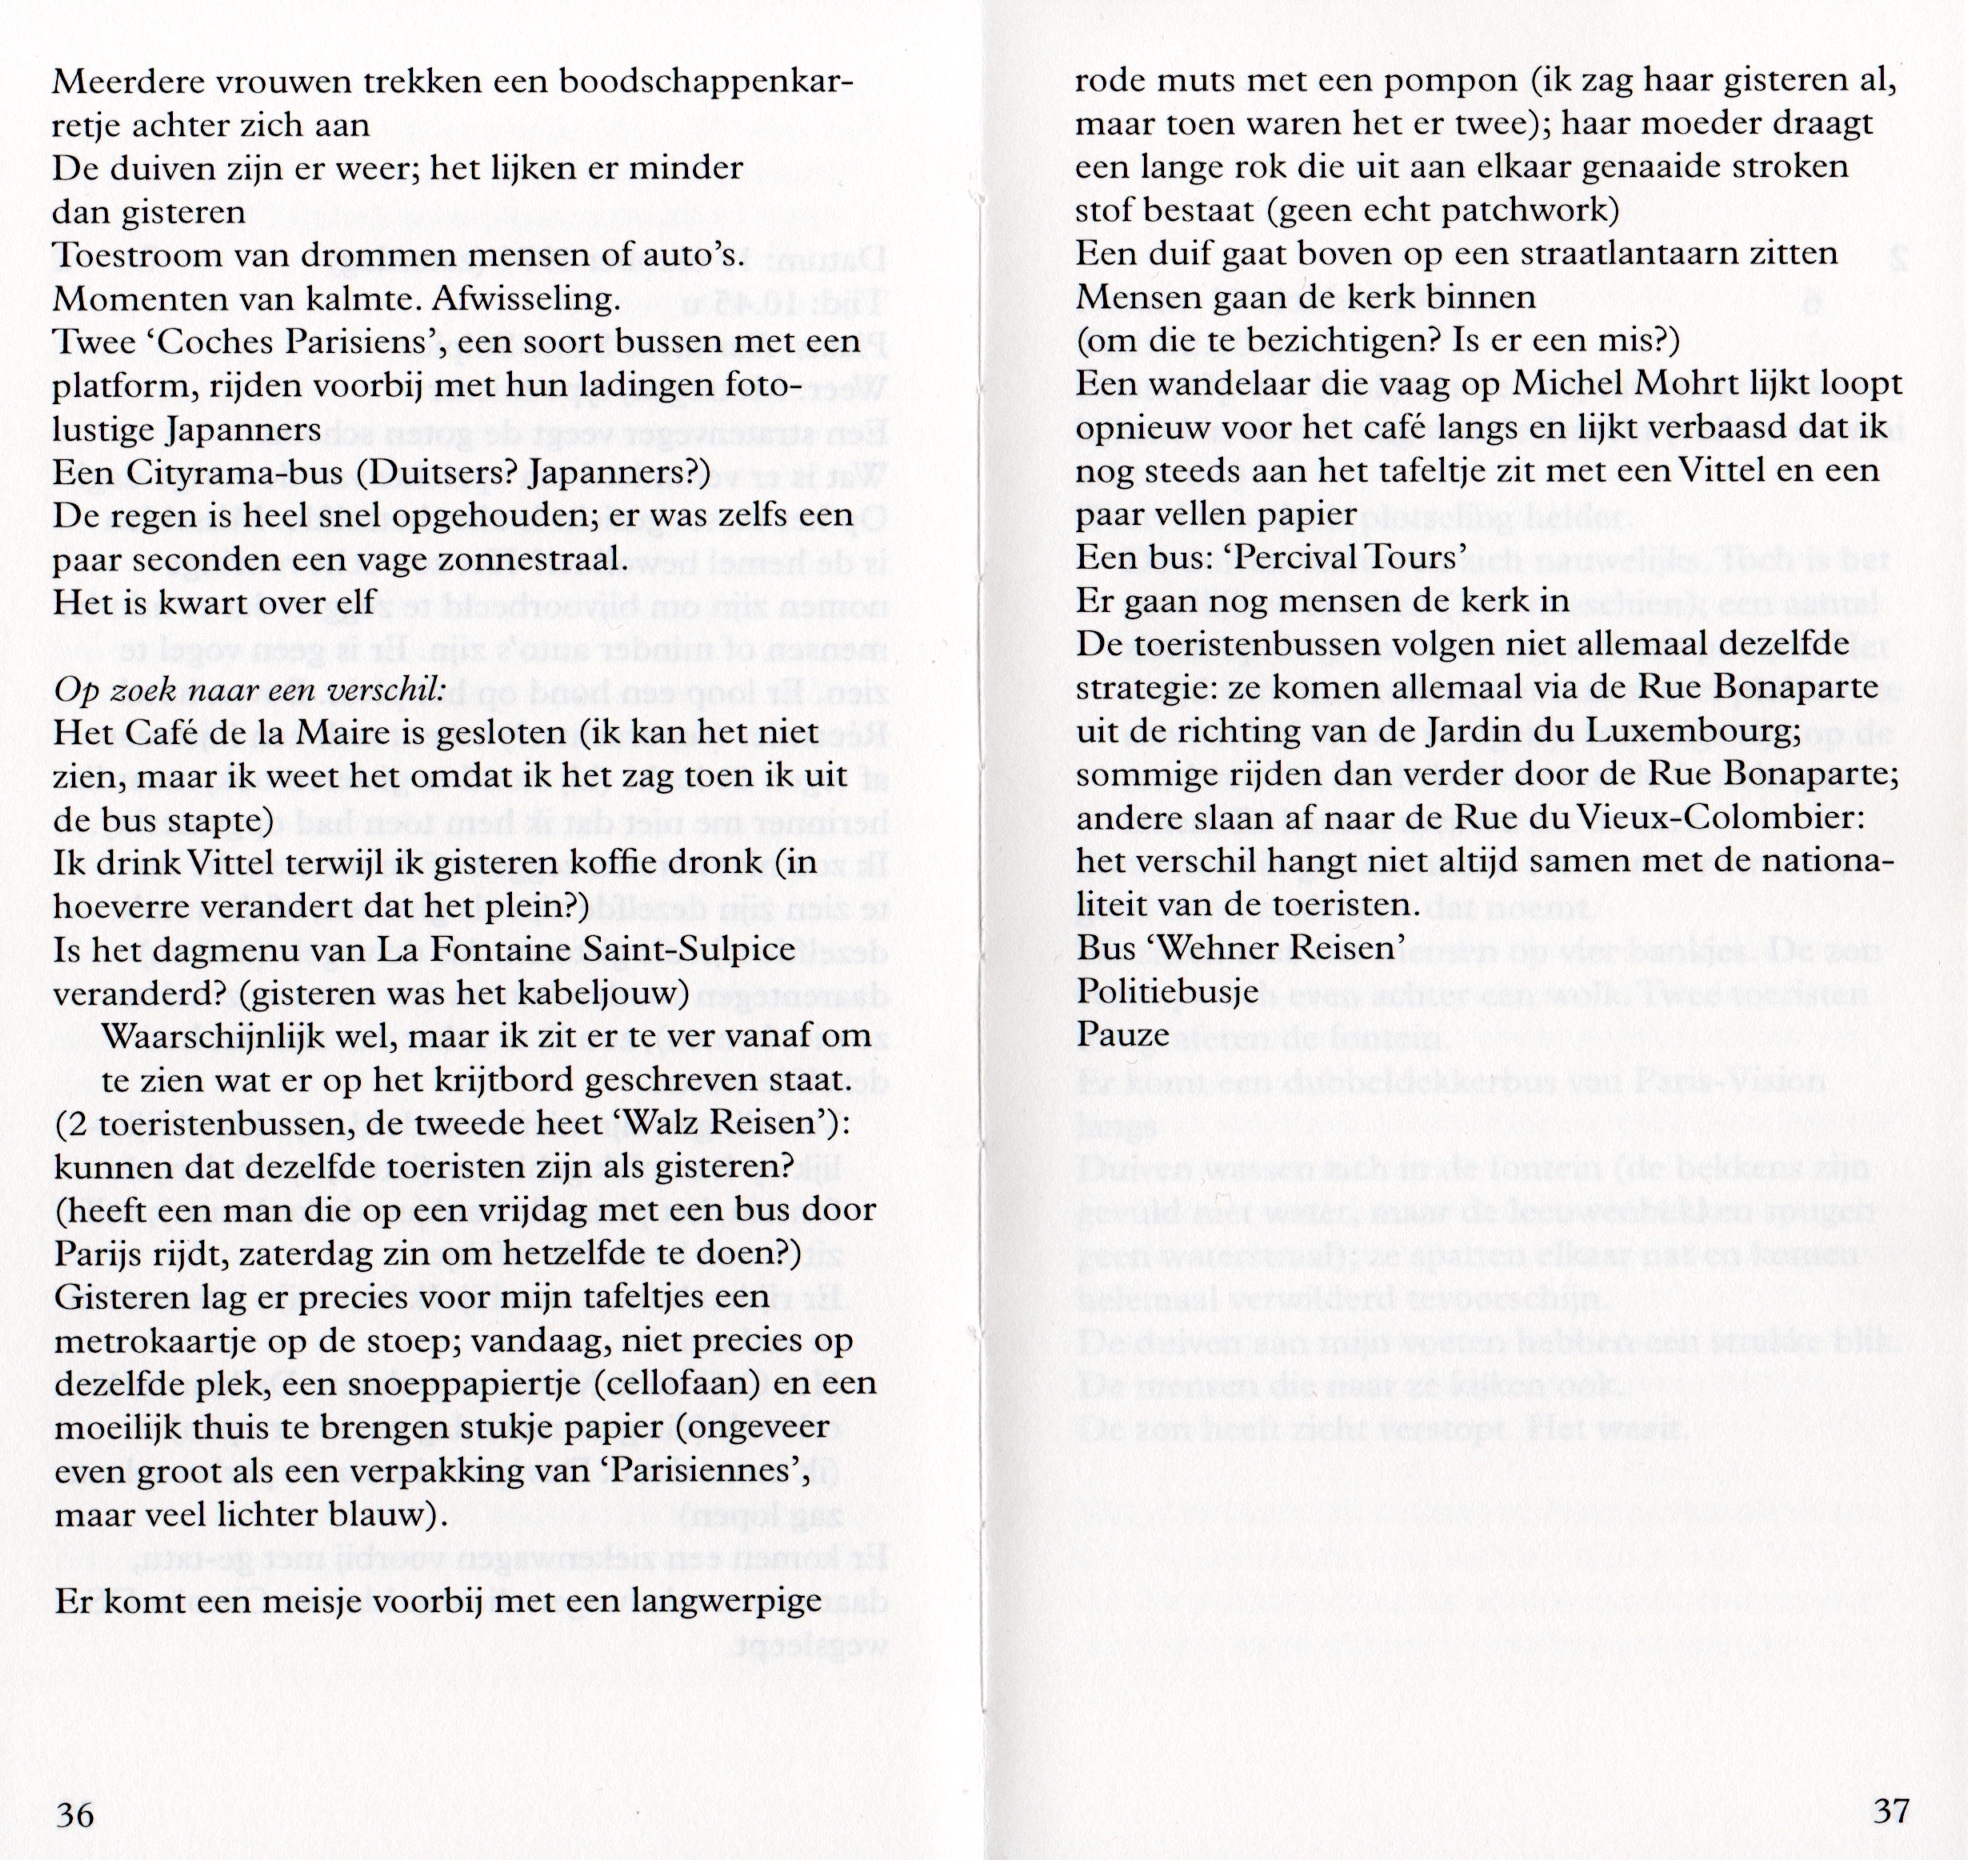 Meerdere vrouwen trekken een boodschappenkar-
retje achter zich aan
De duiven zijn er weer; het lijken er minder
dan gisteren
Toestroom van drommen mensen of auto’s.
Momenten van kalmte. Afwisseling.
Twee ‘Coches Parisiens’, een soort bussen met een
platform, rijden voorbij met hun ladingen foto-
lustige Japanners
Een Cityrama-bus (Duitsers? Japanners?)
De regen is heel snel opgehouden; er was zelfs een
paar seconden een vage zonnestraal.
Het is kwart over elf
Op zoek naar een verschil:
Het Café de la Maire is gesloten (ik kan het niet
zien, maar ik weet het omdat ik het zag toen ik uit
de bus stapte)
Ik drink Vittel terwijl ik gisteren koffie dronk (in
hoeverre verandert dat het plein?)
Is het dagmenu van La Fontaine Saint-Sulpice
veranderd? (gisteren was het kabeljouw)
Waarschijnlijk wel, maar ik zit er te ver vanaf om
te zien wat er op het krijtbord geschreven staat.
(2 toeristenbussen, de tweede heet ‘Walz Reisen’):
kunnen dat dezelfde toeristen zijn als gisteren?
(heeft een man die op een vrijdag met een bus door
Parijs rijdt, zaterdag zin om hetzelfde te doen?)
Gisteren lag er precies voor mijn tafeltjes een
metrokaartje op de stoep; vandaag, niet precies op
dezelfde plek, een snoeppapiertje (cellofaan) en een
moeilijk thuis te brengen stukje papier (ongeveer
even groot als een verpakking van ‘Parisiennes’,
maar veel lichter blauw).
Er komt een meisje voorbij met een langwerpige
36
rode muts met een pompon (ik zag haar gisteren al,
maar toen waren het er twee); haar moeder draagt
een lange rok die uit aan elkaar genaaide stroken
stof bestaat (geen echt patchwork)
Een duif gaat boven op een straatlantaarn zitten
Mensen gaan de kerk binnen
(om die te bezichtigen? Is er een mis?)
Een wandelaar die vaag op Michel Mohrt lijkt loopt
opnieuw voor het café langs en lijkt verbaasd dat ik
nog steeds aan het tafeltje zit met een Vittel en een
paar vellen papier
Een bus: ‘Percival Tours’
Er gaan nog mensen de kerk in
De toeristenbussen volgen niet allemaal dezelfde
strategie: ze komen allemaal via de Rue Bonaparte
uit de richting van de Jardin du Luxembourg;
sommige rijden dan verder door de Rue Bonaparte;
andere slaan af naar de Rue du Vieux-Colombier:
het verschil hangt niet altijd samen met de nationa-
liteit van de toeristen.
Bus ‘Wehner Reisen’
Politiebusje
Pauze
37